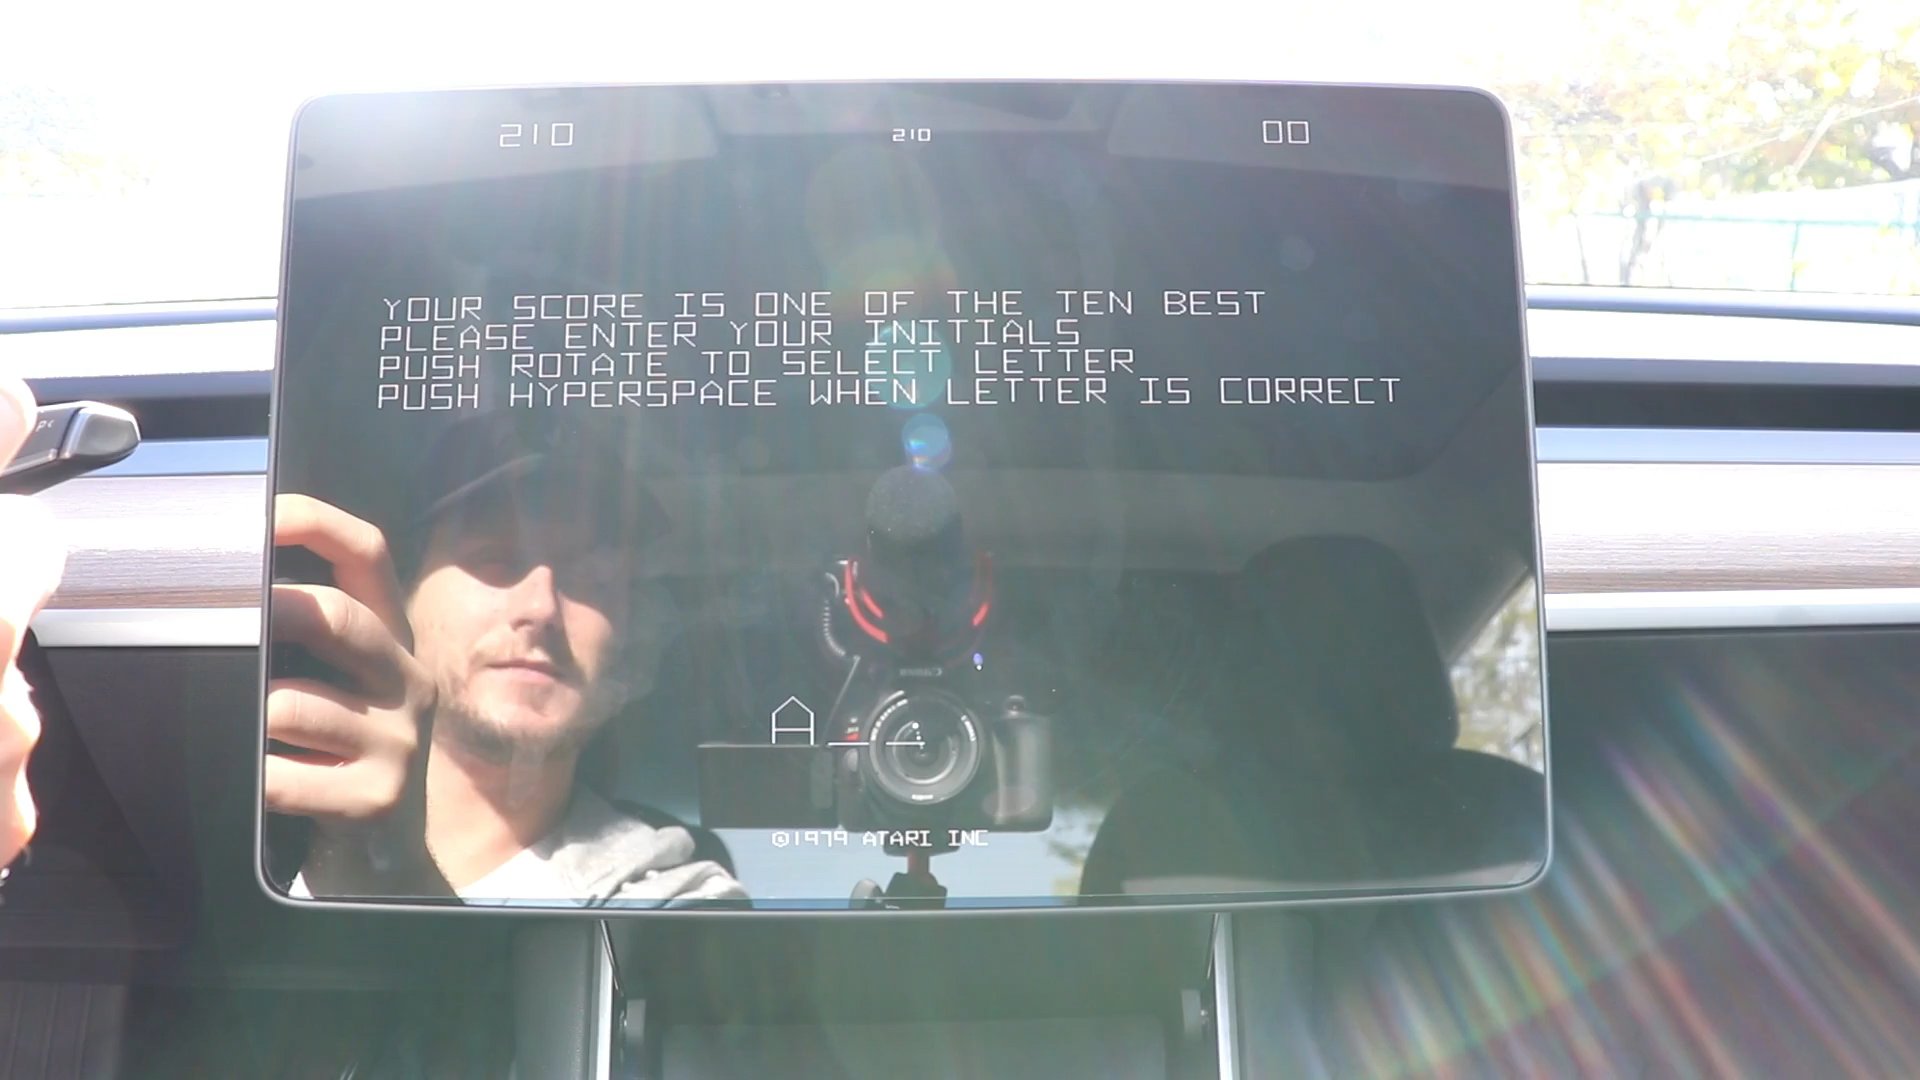 210 210 00
YOUR SCORE IS ONE OF THE TEN BEST
PLEASE ENTER YOUR INITIALS
PUSH ROTATE TO SELECT LETTER
PUSH HYPERSPACE WHEN LETTER IS CORRECT
A _ _
©1979 ATARI INC